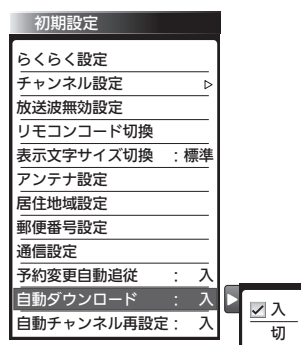 初期設定
らくらく設定
チャンネル設定 ▷
放送波無効設定
リモコンコード切換
表示文字サイズ切換 ：標準
アンテナ設定
居住地域設定
郵便番号設定
通信設定
予約変更自動追従 ： 入
自動ダウンロード ： 入
自動チャンネル再設定： 入
入
切